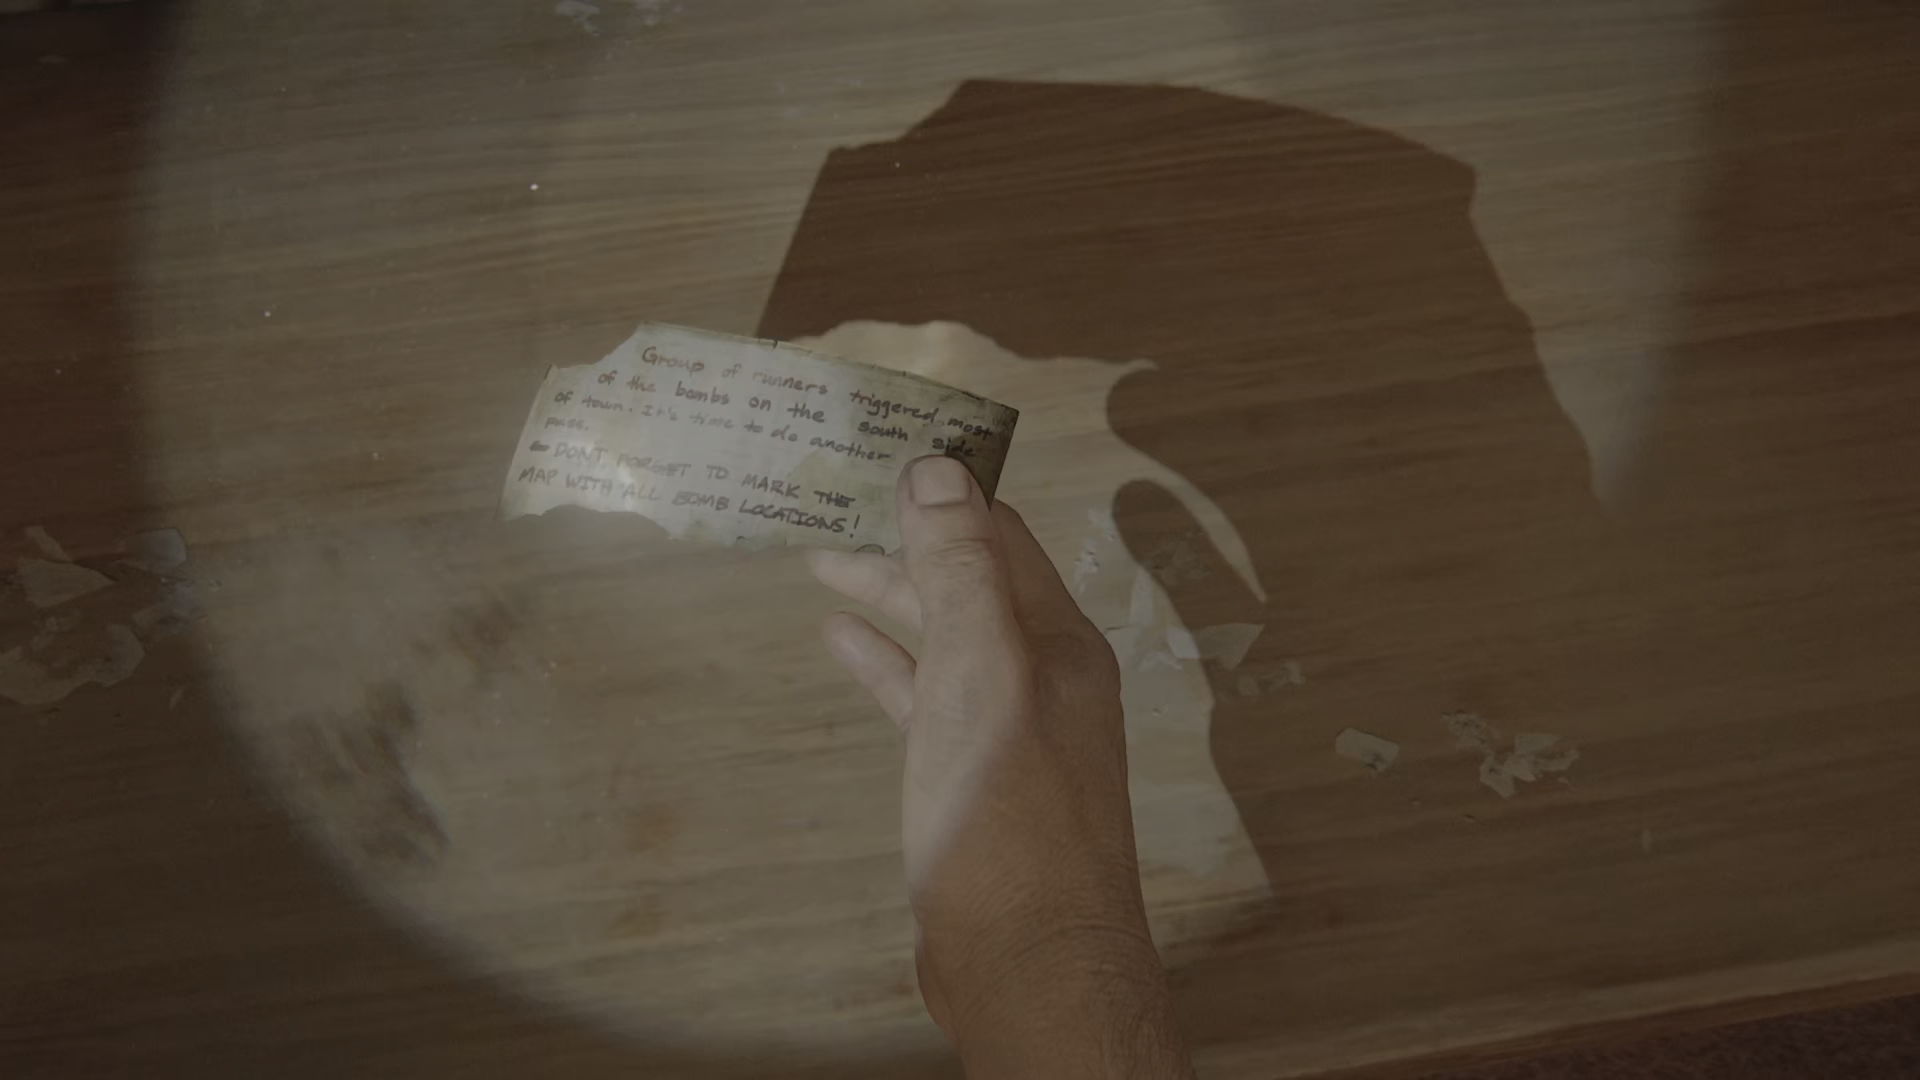 Group of runners triggered most
of the bombs on the south side
of town. It's time to do another
pass.
DON'T FORGET TO MARK THE
MAP WITH ALL BOMB LOCATIONS!